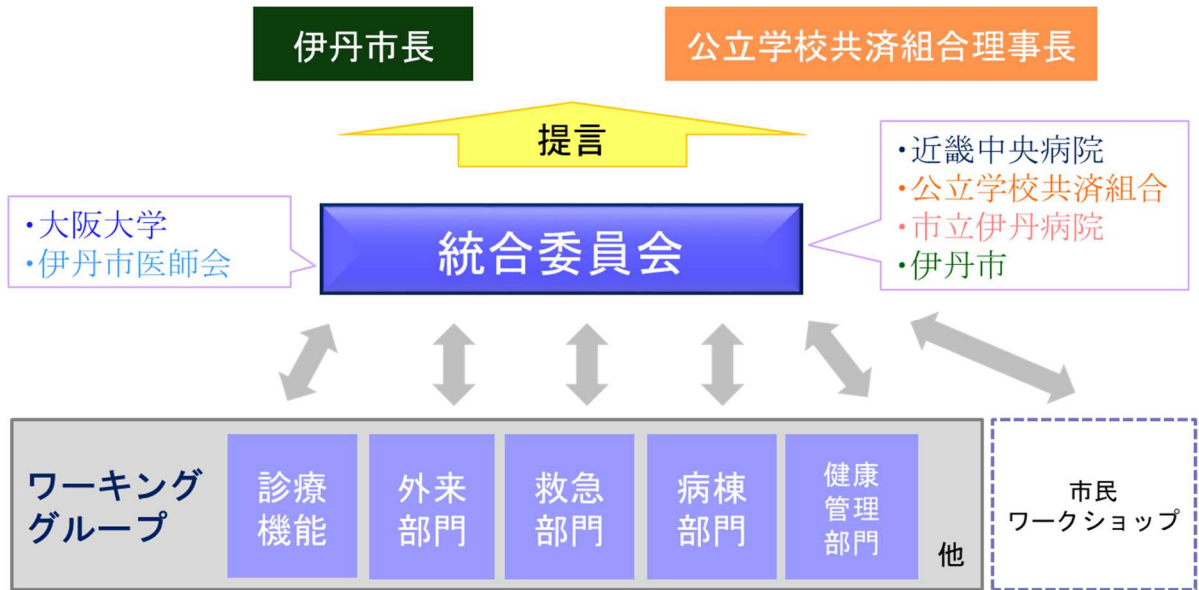 伊丹市長
公立学校共済組合理事長
提言
・近畿中央病院
・公立学校共済組合
・市立伊丹病院
・伊丹市
・大阪大学
・伊丹市医師会
統合委員会
ワーキング
グループ
診療
機能
外来
部門
救急
部門
病棟
部門
健康
管理
部門
他
市民
ワークショップ